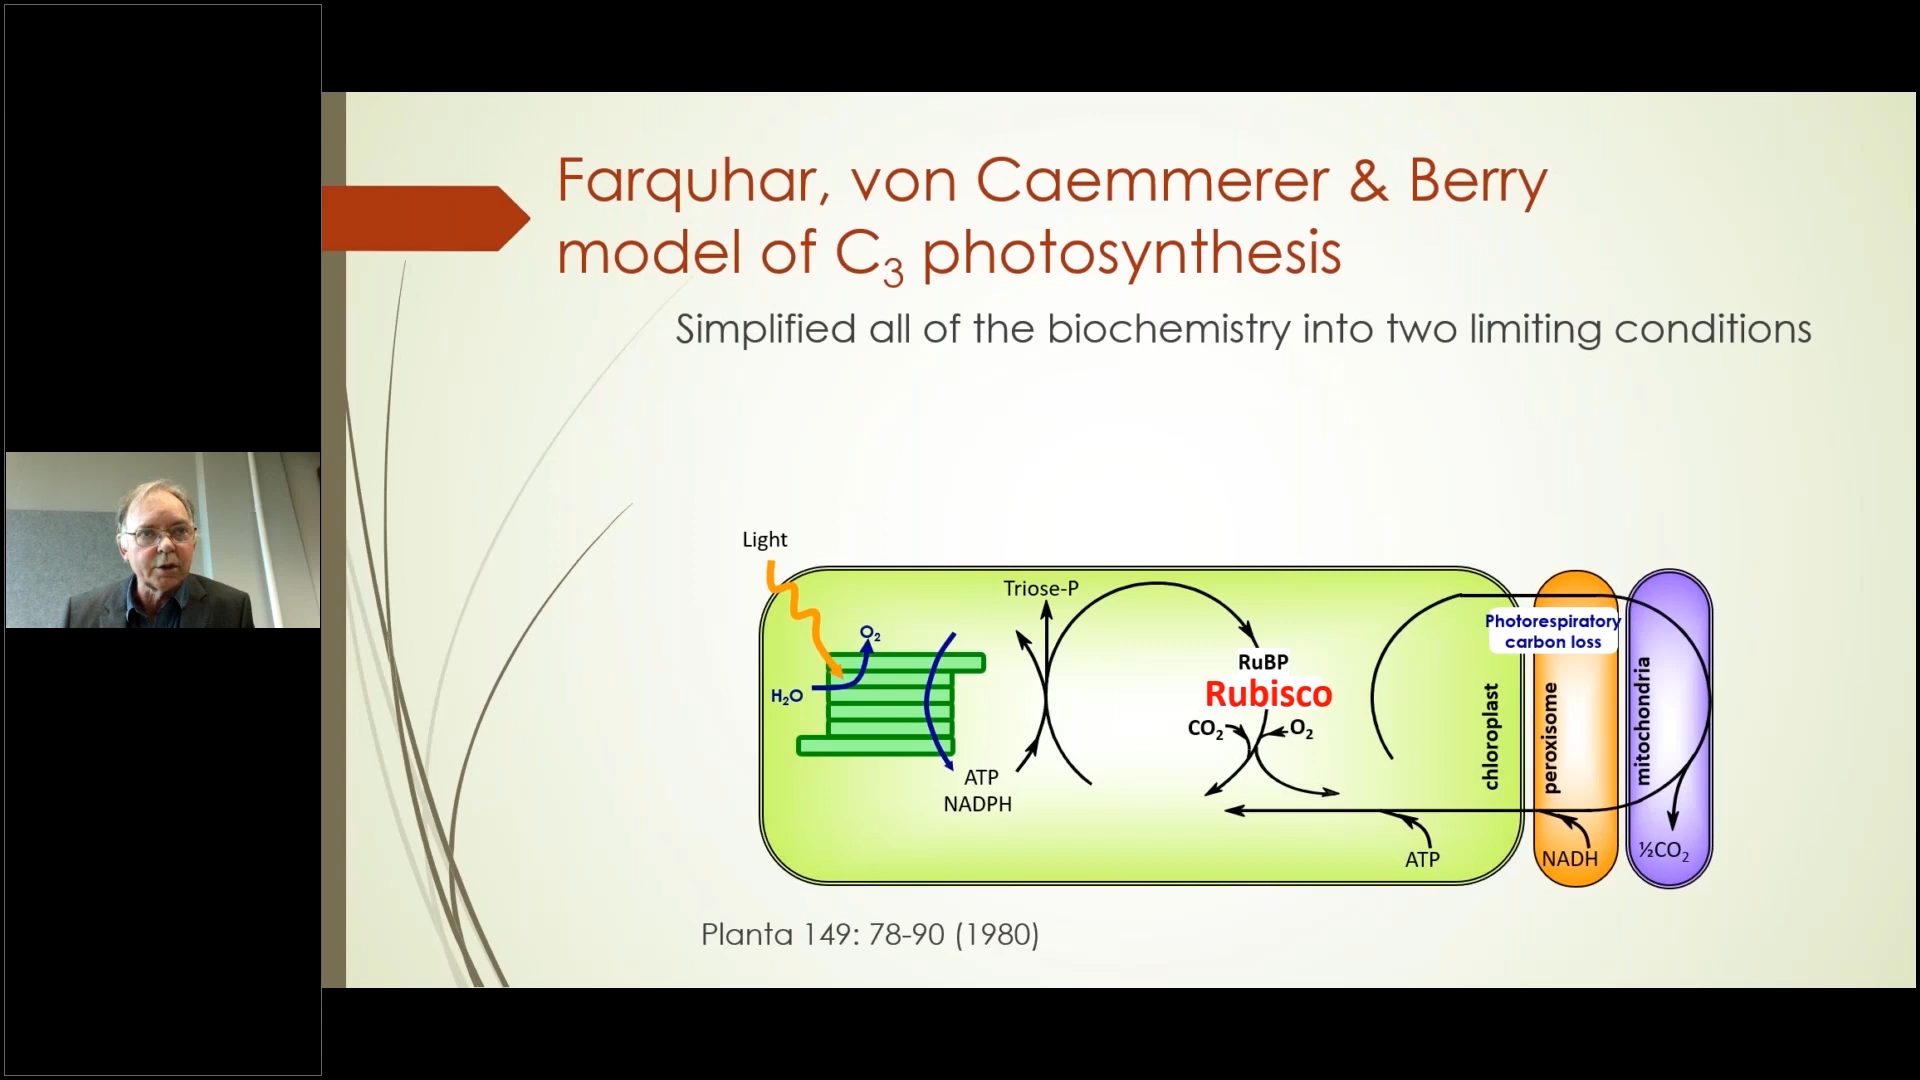 Farquhar, von Caemmerer & Berry
model of C₃ photosynthesis
Simplified all of the biochemistry into two limiting conditions
Light
Triose-P
O₂
H₂O
ATP
NADPH
RuBP
Rubisco
CO₂
O₂
Photorespiratory
carbon loss
chloroplast
peroxisome
mitochondria
ATP
NADH
½CO₂
Planta 149: 78-90 (1980)